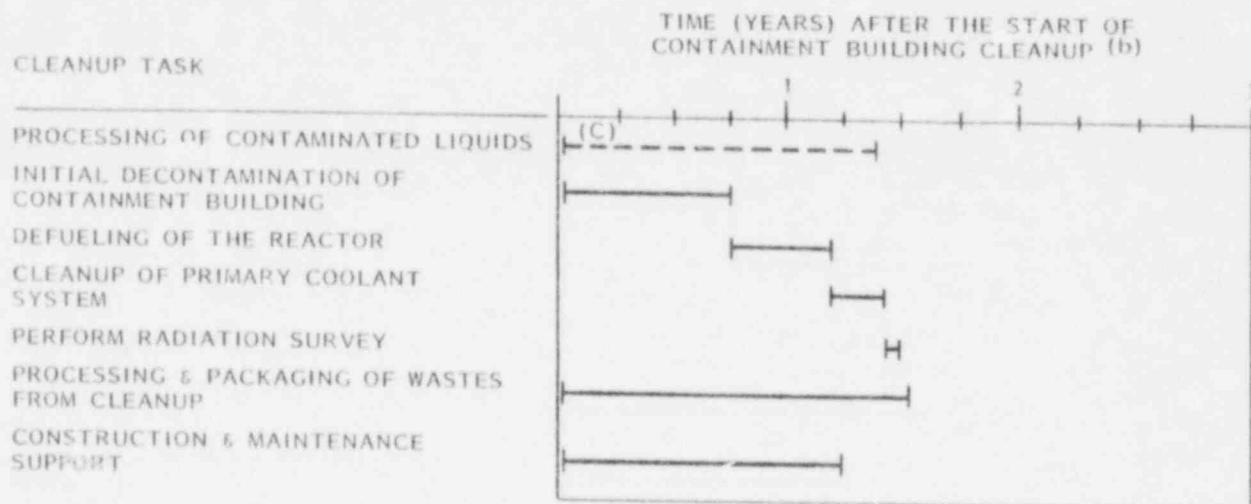 TIME (YEARS) AFTER THE START OF
CONTAINMENT BUILDING CLEANUP (b)
CLEANUP TASK
1
2
PROCESSING OF CONTAMINATED LIQUIDS
(C)
INITIAL DECONTAMINATION OF
CONTAINMENT BUILDING
DEFUELING OF THE REACTOR
CLEANUP OF PRIMARY COOLANT
SYSTEM
PERFORM RADIATION SURVEY
PROCESSING & PACKAGING OF WASTES
FROM CLEANUP
CONSTRUCTION & MAINTENANCE
SUPPORT